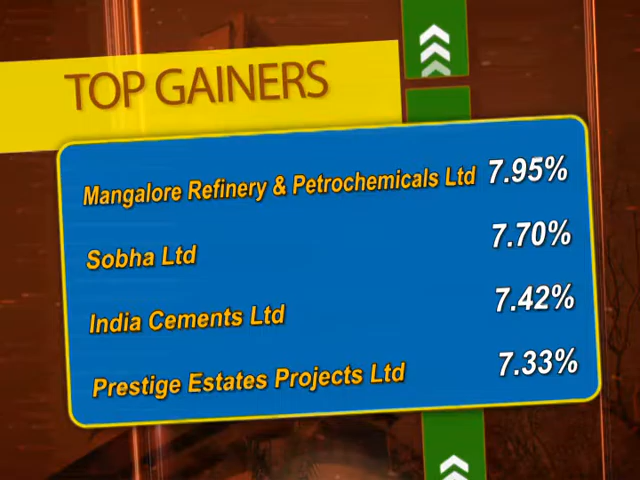 TOP GAINERS
Mangalore Refinery & Petrochemicals Ltd 7.95%
Sobha Ltd 7.70%
India Cements Ltd 7.42%
Prestige Estates Projects Ltd 7.33%